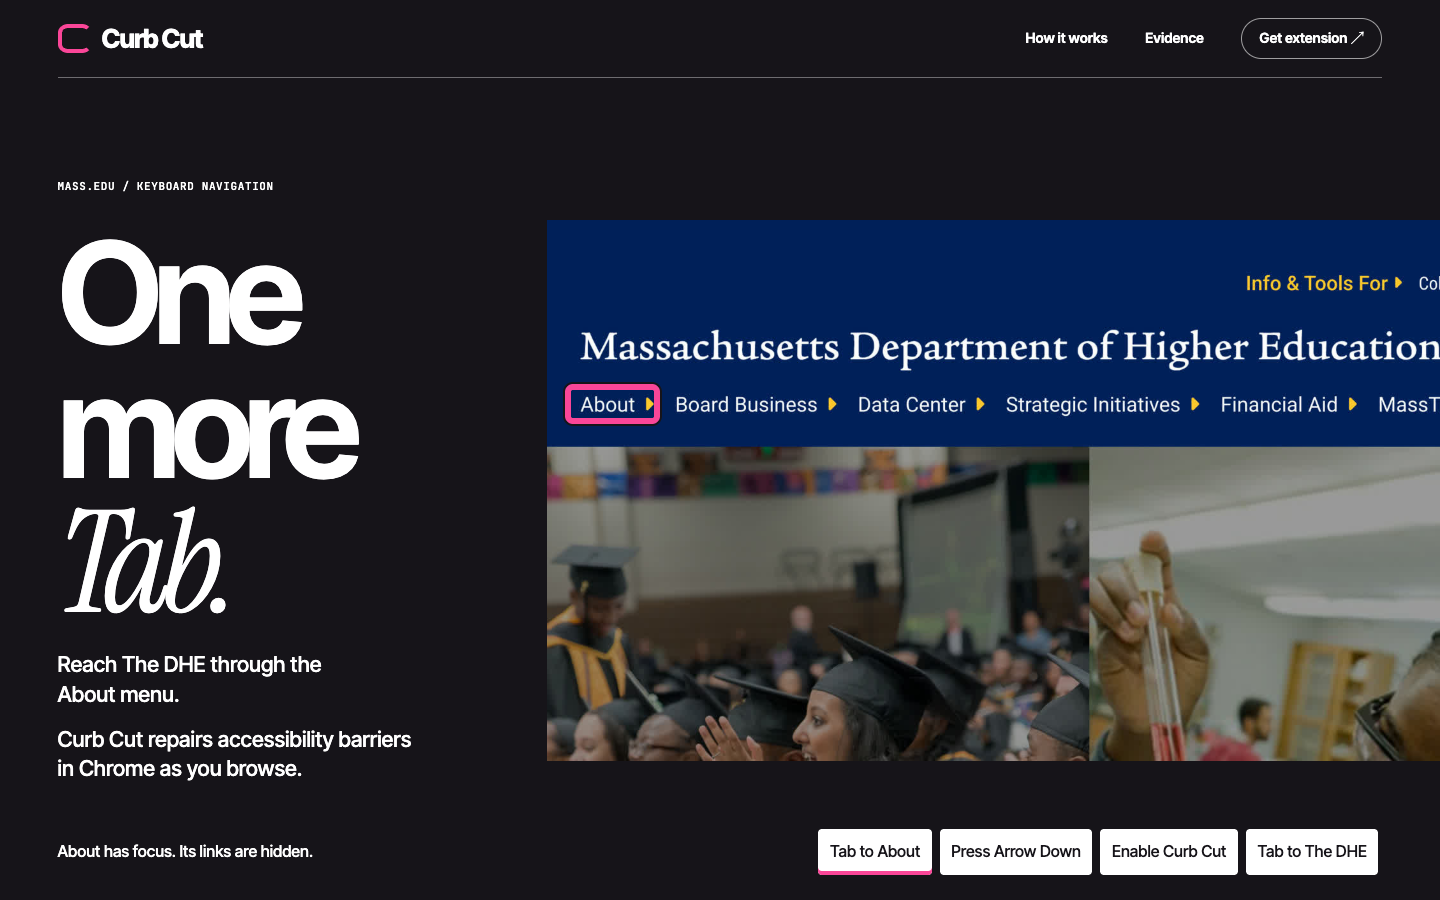 Curb Cut
How it works
Evidence
Get extension ↗
MASS.EDU / KEYBOARD NAVIGATION
One
more
Tab.
Reach The DHE through the
About menu.
Curb Cut repairs accessibility barriers
in Chrome as you browse.
Info & Tools For
Massachusetts Department of Higher Education
About
Board Business
Data Center
Strategic Initiatives
Financial Aid
About has focus. Its links are hidden.
Tab to About
Press Arrow Down
Enable Curb Cut
Tab to The DHE